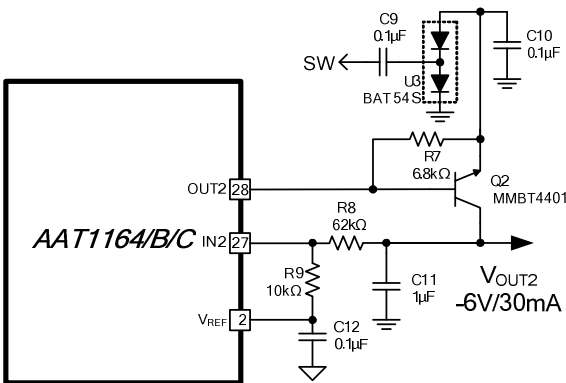 C9
0.1μF
C10
0.1μF
SW
U3
BAT54S
R7
6.8kΩ
Q2
MMBT4401
OUT2 28
R8
62kΩ
AAT1164/B/C
IN2 27
R9
10kΩ
C11
1μF
VOUT2
-6V/30mA
VREF 2
C12
0.1μF